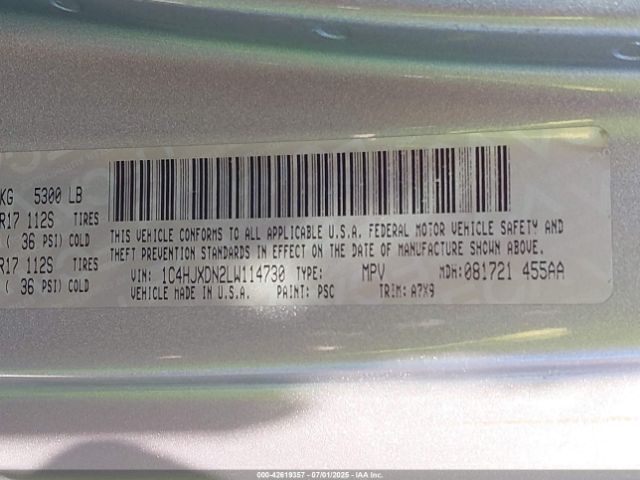 KG 5300 LB
R17 112S TIRES
( 36 PSI) COLD
R17 112S TIRES
( 36 PSI) COLD
THIS VEHICLE CONFORMS TO ALL APPLICABLE U.S.A. FEDERAL MOTOR VEHICLE SAFETY AND
THEFT PREVENTION STANDARDS IN EFFECT ON THE DATE OF MANUFACTURE SHOWN ABOVE.
VIN: 1C4HJXDN2LW114730 TYPE: MPV MDH: 081721 455AA
VEHICLE MADE IN U.S.A. PAINT: PSC TRIM: A7X9
000-42619357 | 07/01/2025 | © IAA Inc.